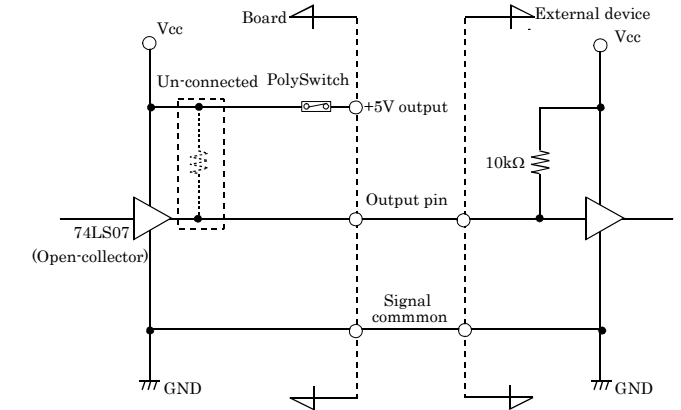 Board
External device
Vcc
Vcc
Un-connected
PolySwitch
+5V output
10kΩ
Output pin
74LS07
(Open-collector)
Signal
commmon
GND
GND